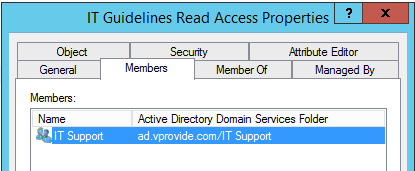 IT Guidelines Read Access Properties ? x
Object Security Attribute Editor
General Members Member Of Managed By
Members:
Name Active Directory Domain Services Folder
IT Support ad.vprovide.com/IT Support